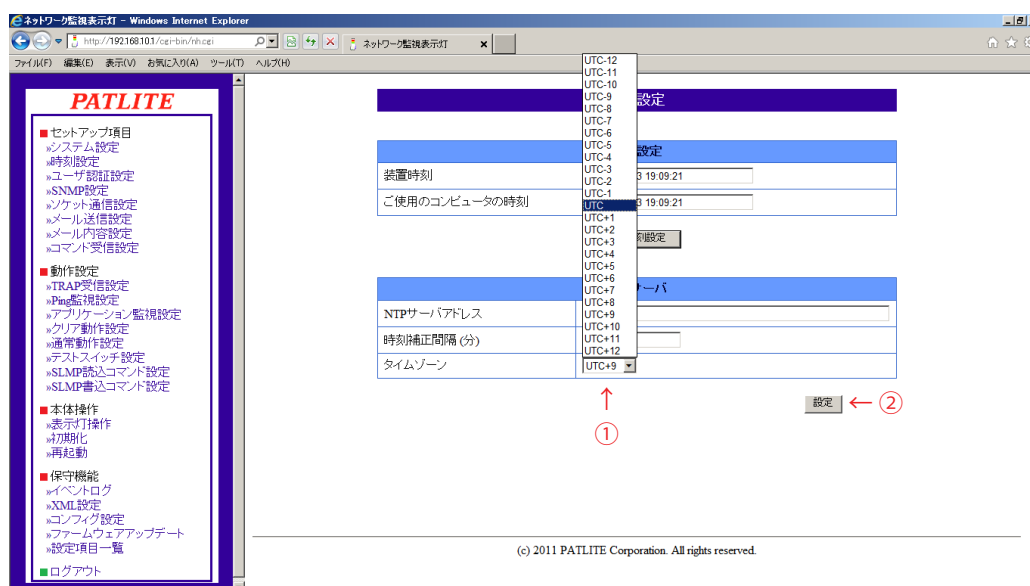 ネットワーク監視表示灯 - Windows Internet Explorer
http://192.168.10.1/cgi-bin/nh.cgi
ネットワーク監視表示灯
ファイル(F) 編集(E) 表示(V) お気に入り(A) ツール(T) ヘルプ(H)
PATLITE
■セットアップ項目
»システム設定
»時刻設定
»ユーザ認証設定
»SNMP設定
»ソケット通信設定
»メール送信設定
»メール内容設定
»コマンド受信設定
■動作設定
»TRAP受信設定
»Ping監視設定
»アプリケーション監視設定
»クリア動作設定
»通常動作設定
»テストスイッチ設定
»SLMP読込コマンド設定
»SLMP書込コマンド設定
■本体操作
»表示灯操作
»初期化
»再起動
■保守機能
»イベントログ
»XML設定
»コンフィグ設定
»ファームウェアアップデート
»設定項目一覧
■ログアウト
設定
設定
装置時刻
3 19:09:21
ご使用のコンピュータの時刻
3 19:09:21
刻設定
ーバ
NTPサーバアドレス
時刻補正間隔 (分)
タイムゾーン
UTC-12
UTC-11
UTC-10
UTC-9
UTC-8
UTC-7
UTC-6
UTC-5
UTC-4
UTC-3
UTC-2
UTC-1
UTC
UTC+1
UTC+2
UTC+3
UTC+4
UTC+5
UTC+6
UTC+7
UTC+8
UTC+9
UTC+10
UTC+11
UTC+12
UTC+9
設定 ← ②
↑
①
(c) 2011 PATLITE Corporation. All rights reserved.